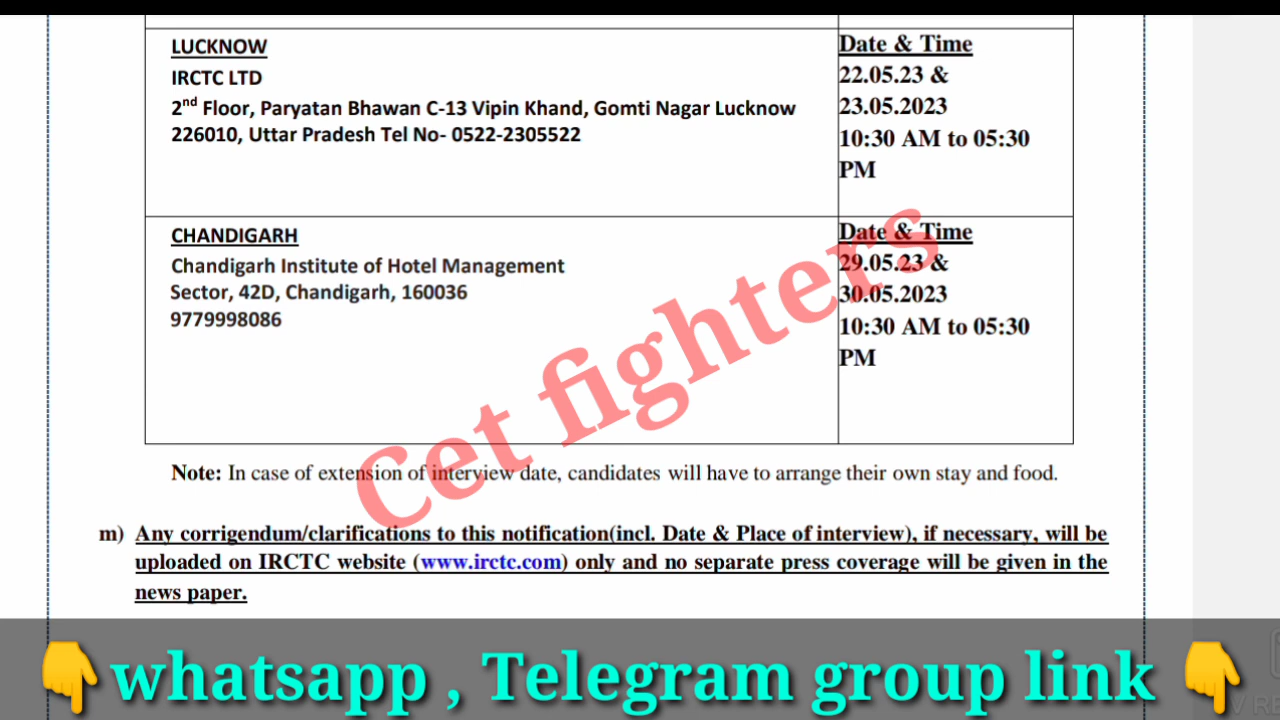 LUCKNOW
IRCTC LTD
2nd Floor, Paryatan Bhawan C-13 Vipin Khand, Gomti Nagar Lucknow
226010, Uttar Pradesh Tel No- 0522-2305522
Date & Time
22.05.23 &
23.05.2023
10:30 AM to 05:30
PM
CHANDIGARH
Chandigarh Institute of Hotel Management
Sector, 42D, Chandigarh, 160036
9779998086
Date & Time
29.05.23 &
30.05.2023
10:30 AM to 05:30
PM
Cet fighters
Note: In case of extension of interview date, candidates will have to arrange their own stay and food.
m) Any corrigendum/clarifications to this notification(incl. Date & Place of interview), if necessary, will be
uploaded on IRCTC website (www.irctc.com) only and no separate press coverage will be given in the
news paper.
👇whatsapp , Telegram group link 👇